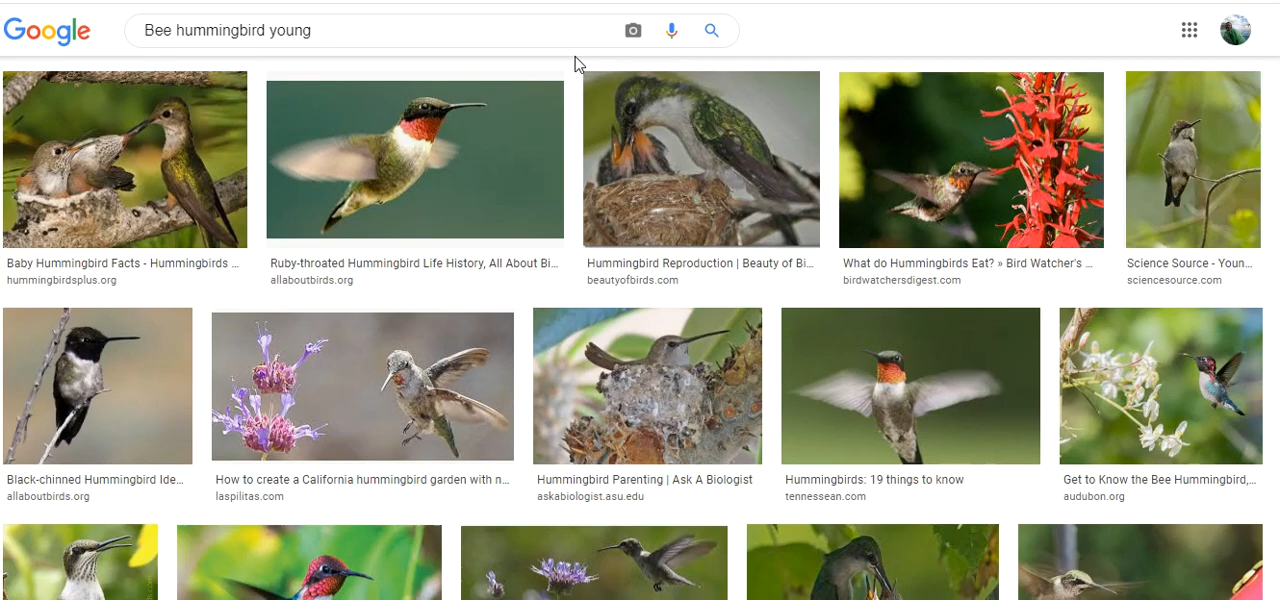 Google
Bee hummingbird young
Baby Hummingbird Facts - Hummingbirds ...
hummingbirdsplus.org
Ruby-throated Hummingbird Life History, All About Bi...
allaboutbirds.org
Hummingbird Reproduction | Beauty of Bi...
beautyofbirds.com
What do Hummingbirds Eat? » Bird Watcher's ...
birdwatchersdigest.com
Science Source - Youn...
sciencesource.com
Black-chinned Hummingbird Ide...
allaboutbirds.org
How to create a California hummingbird garden with n...
laspilitas.com
Hummingbird Parenting | Ask A Biologist
askabiologist.asu.edu
Hummingbirds: 19 things to know
tennessean.com
Get to Know the Bee Hummingbird,...
audubon.org